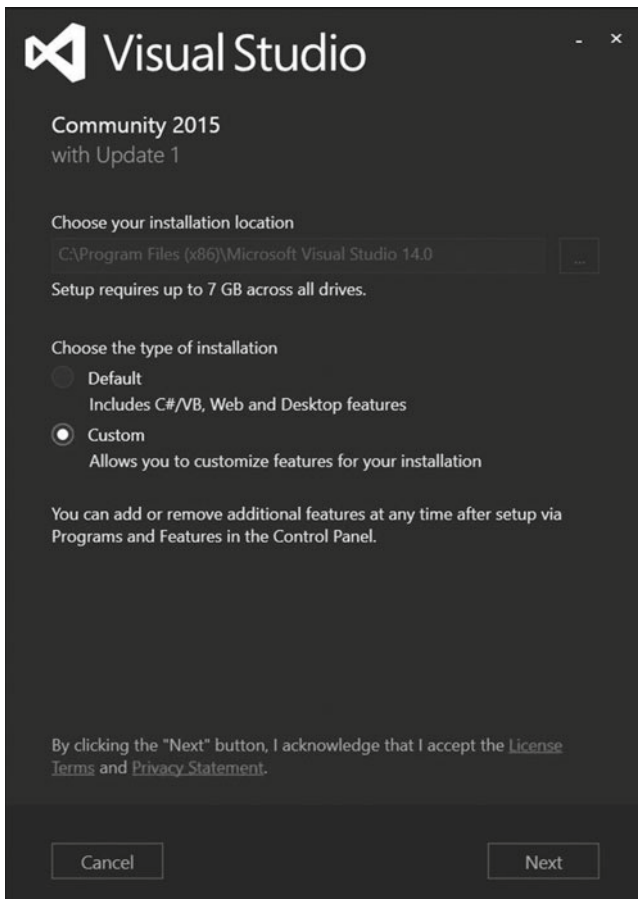 Visual Studio
Community 2015
with Update 1
Choose your installation location
C:\Program Files (x86)\Microsoft Visual Studio 14.0
...
Setup requires up to 7 GB across all drives.
Choose the type of installation
Default
Includes C#/VB, Web and Desktop features
Custom
Allows you to customize features for your installation
You can add or remove additional features at any time after setup via
Programs and Features in the Control Panel.
By clicking the "Next" button, I acknowledge that I accept the License
Terms and Privacy Statement.
Cancel
Next